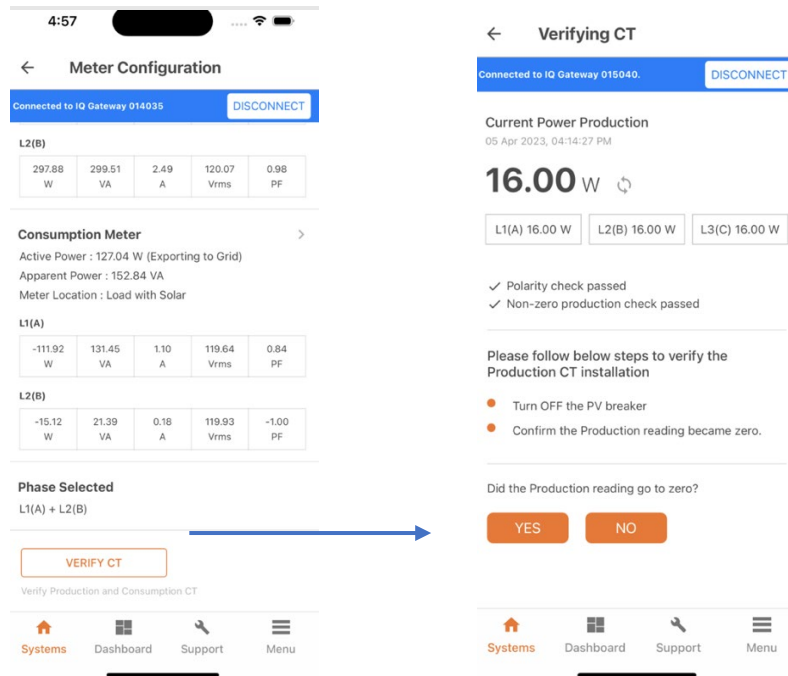 4:57
Meter Configuration
Connected to IQ Gateway 014035 DISCONNECT
L2(B)
297.88 299.51 2.49 120.07 0.98
W VA A Vrms PF
Consumption Meter
Active Power : 127.04 W (Exporting to Grid)
Apparent Power : 152.84 VA
Meter Location : Load with Solar
L1(A)
-111.92 131.45 1.10 119.64 0.84
W VA A Vrms PF
L2(B)
-15.12 21.39 0.18 119.93 -1.00
W VA A Vrms PF
Phase Selected
L1(A) + L2(B)
VERIFY CT
Verify Production and Consumption CT
Systems Dashboard Support Menu
Verifying CT
Connected to IQ Gateway 015040. DISCONNECT
Current Power Production
05 Apr 2023, 04:14:27 PM
16.00 W
L1(A) 16.00 W L2(B) 16.00 W L3(C) 16.00 W
Polarity check passed
Non-zero production check passed
Please follow below steps to verify the
Production CT installation
Turn OFF the PV breaker
Confirm the Production reading became zero.
Did the Production reading go to zero?
YES NO
Systems Dashboard Support Menu